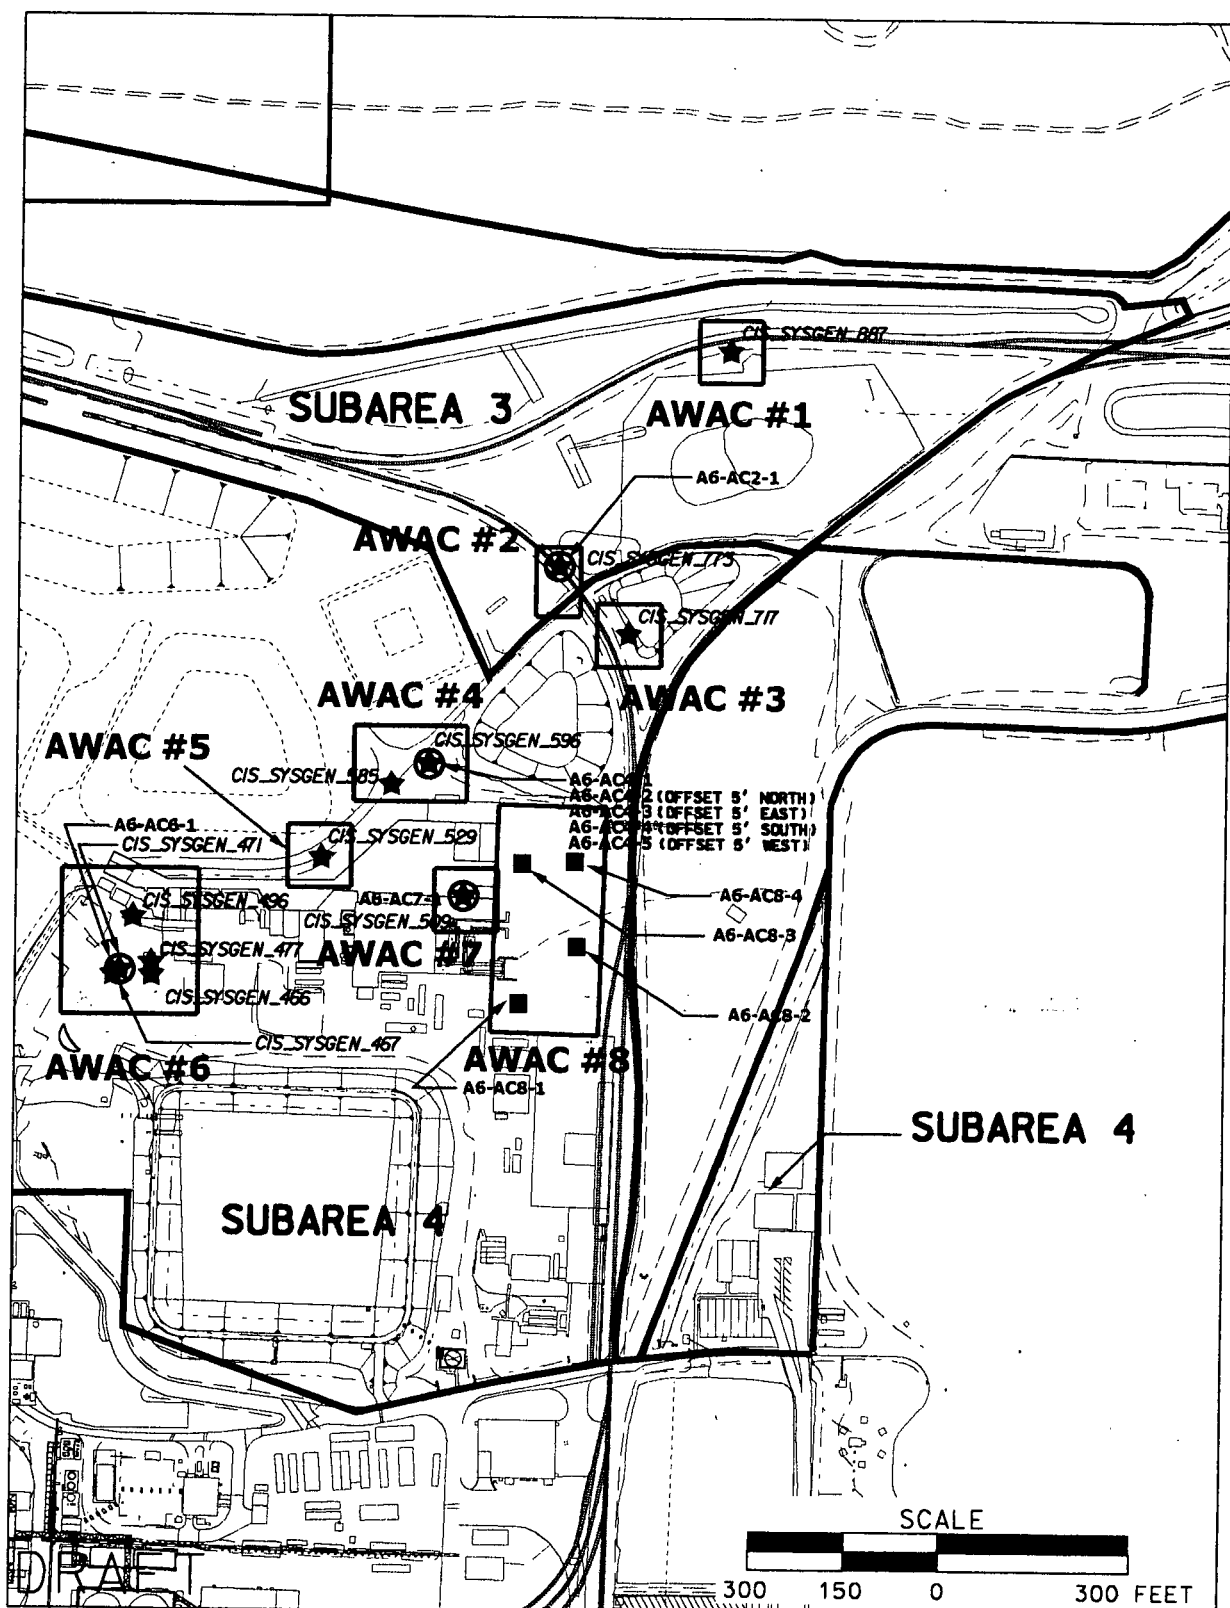 CIS_SYSGEN_887
SUBAREA 3
AWAC #1
A6-AC2-1
AWAC #2
CIS_SYSGEN_773
CIS_SYSGEN_717
AWAC #4
AWAC #3
AWAC #5
CIS_SYSGEN_596
CIS_SYSGEN_585
A6-AC4-1
A6-AC4-2 (OFFSET 5' NORTH)
A6-AC4-3 (OFFSET 5' EAST)
A6-AC4-4 (OFFSET 5' SOUTH)
A6-AC4-5 (OFFSET 5' WEST)
A6-AC6-1
CIS_SYSGEN_471
CIS_SYSGEN_529
A6-AC8-4
CIS_SYSGEN_496
A6-AC7-1
CIS_SYSGEN_509
A6-AC8-3
CIS_SYSGEN_477
AWAC #7
CIS_SYSGEN_466
A6-AC8-2
CIS_SYSGEN_467
AWAC #6
AWAC #8
A6-AC8-1
SUBAREA 4
SUBAREA 4
SCALE
300 150 0 300 FEET
DRAFT